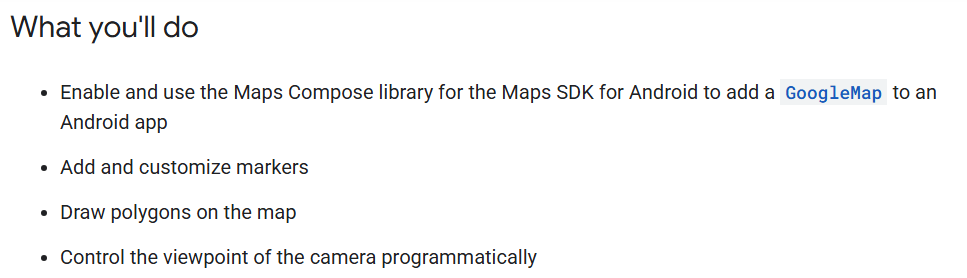 What you'll do
• Enable and use the Maps Compose library for the Maps SDK for Android to add a GoogleMap to an
Android app
• Add and customize markers
• Draw polygons on the map
• Control the viewpoint of the camera programmatically